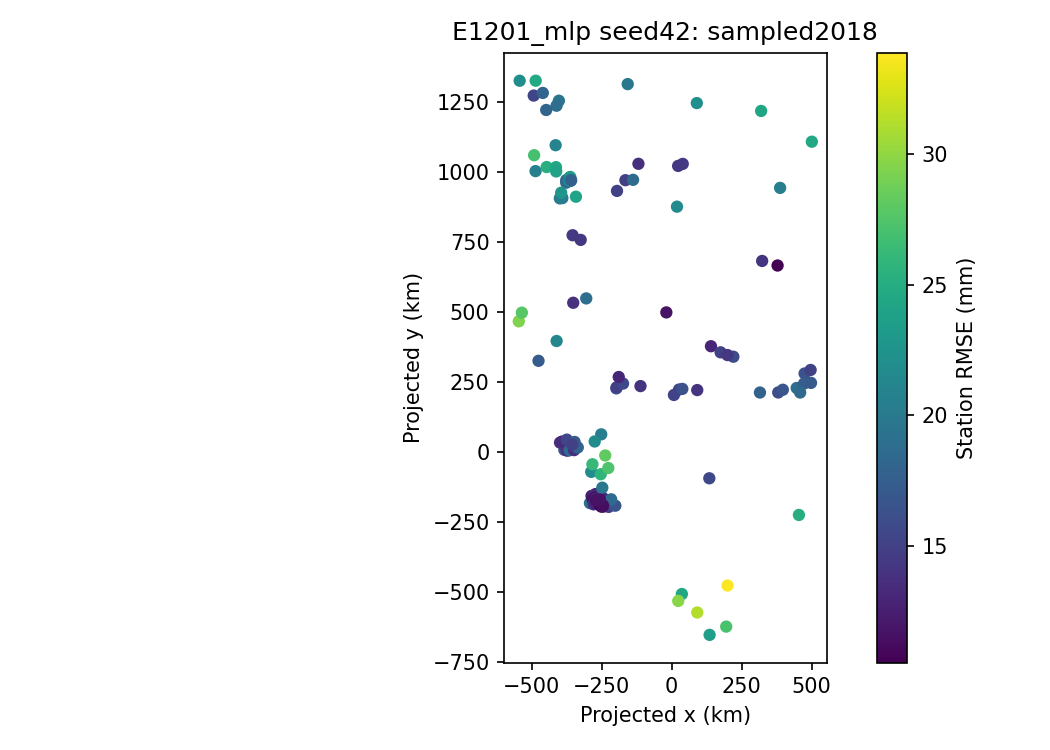 E1201_mlp seed42: sampled2018
1250
1000
750
500
250
0
−250
−500
−750
Projected y (km)
−500 −250 0 250 500
Projected x (km)
30
25
20
15
Station RMSE (mm)